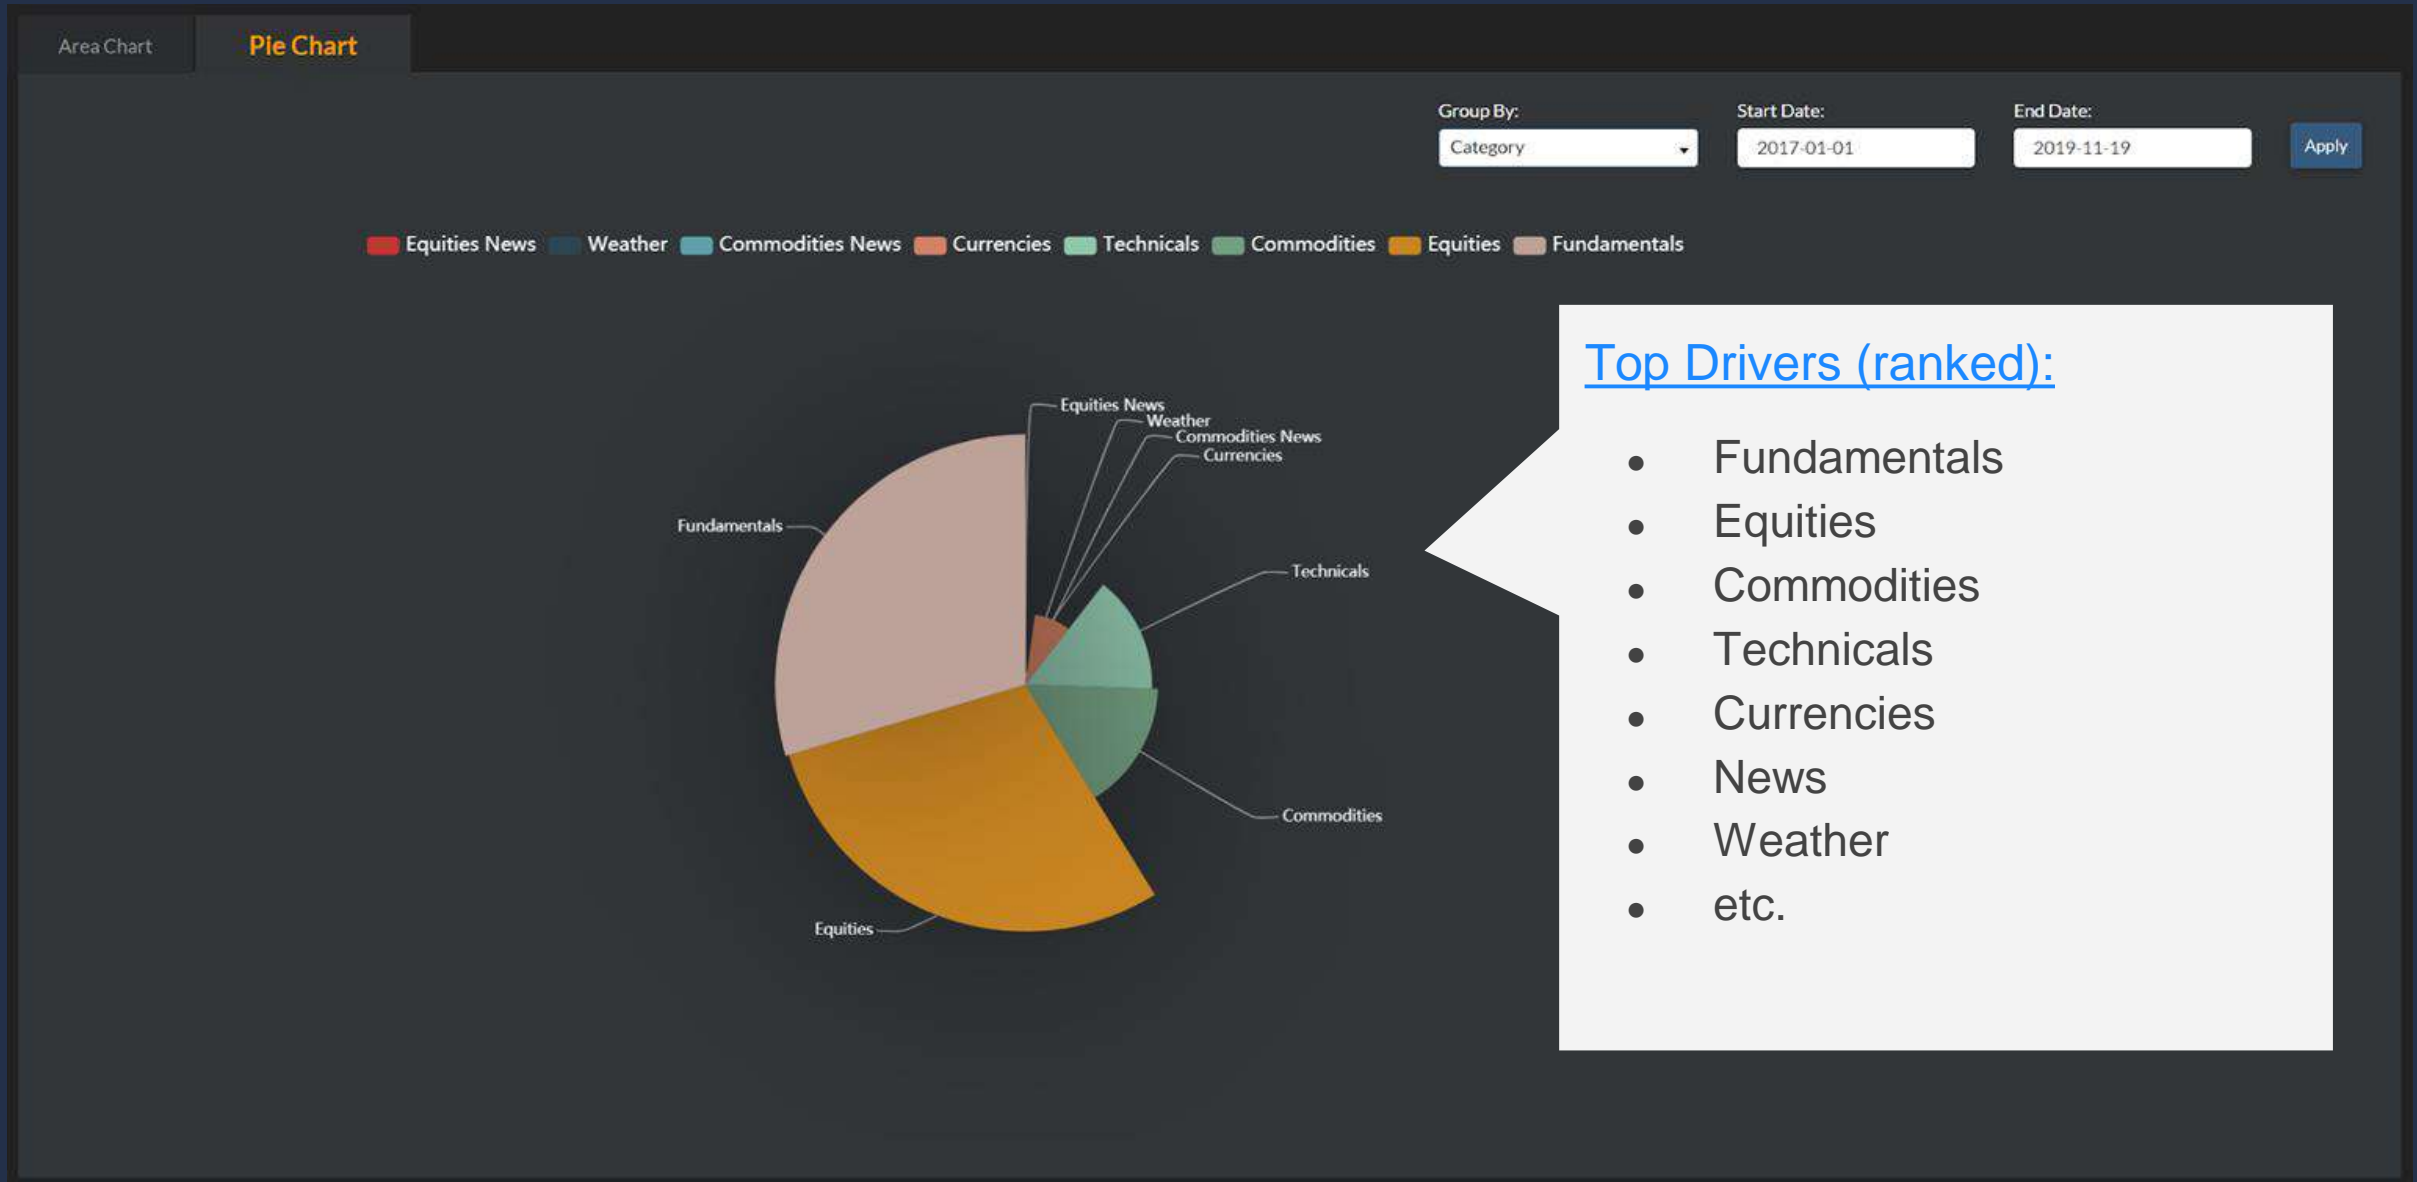 Area Chart
Pie Chart
Group By:
Start Date:
End Date:
Category
2017-01-01
2019-11-19
Apply
Equities News
Weather
Commodities News
Currencies
Technicals
Commodities
Equities
Fundamentals
Equities News
Weather
Commodities News
Currencies
Fundamentals
Technicals
Commodities
Equities
Top Drivers (ranked):
● Fundamentals
● Equities
● Commodities
● Technicals
● Currencies
● News
● Weather
● etc.